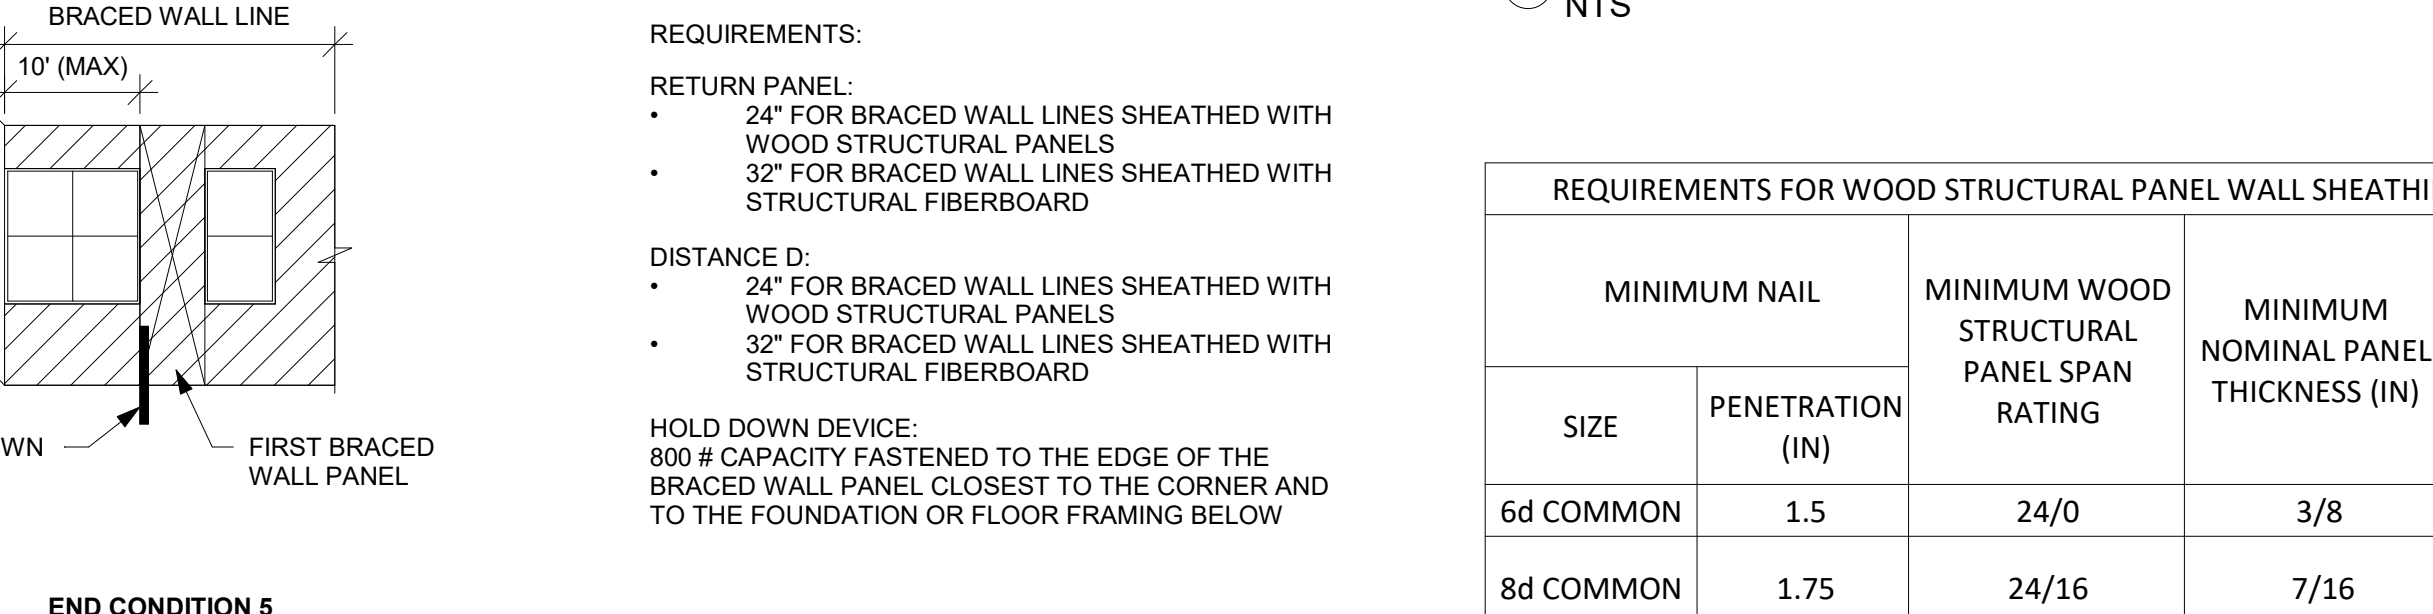 BRACED WALL LINE
10' (MAX)
WN
FIRST BRACED
WALL PANEL
END CONDITION 5
REQUIREMENTS:
RETURN PANEL:
• 24" FOR BRACED WALL LINES SHEATHED WITH
WOOD STRUCTURAL PANELS
• 32" FOR BRACED WALL LINES SHEATHED WITH
STRUCTURAL FIBERBOARD
DISTANCE D:
• 24" FOR BRACED WALL LINES SHEATHED WITH
WOOD STRUCTURAL PANELS
• 32" FOR BRACED WALL LINES SHEATHED WITH
STRUCTURAL FIBERBOARD
HOLD DOWN DEVICE:
800 # CAPACITY FASTENED TO THE EDGE OF THE
BRACED WALL PANEL CLOSEST TO THE CORNER AND
TO THE FOUNDATION OR FLOOR FRAMING BELOW
NTS
REQUIREMENTS FOR WOOD STRUCTURAL PANEL WALL SHEATHI
MINIMUM NAIL
MINIMUM WOOD
STRUCTURAL
PANEL SPAN
RATING
MINIMUM
NOMINAL PANEL
THICKNESS (IN)
SIZE
PENETRATION
(IN)
6d COMMON 1.5 24/0 3/8
8d COMMON 1.75 24/16 7/16